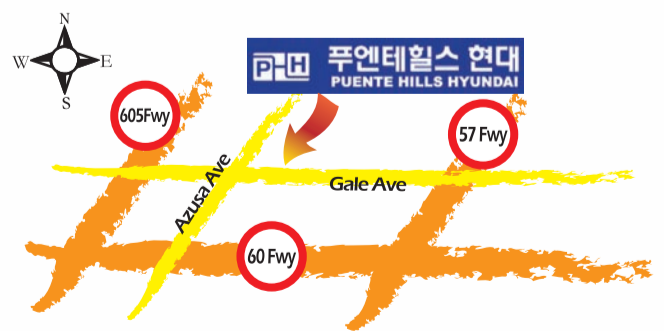 N
W E
S
PH 푸엔테힐스 현대
PUENTE HILLS HYUNDAI
605Fwy
57 Fwy
Azusa Ave
Gale Ave
60 Fwy